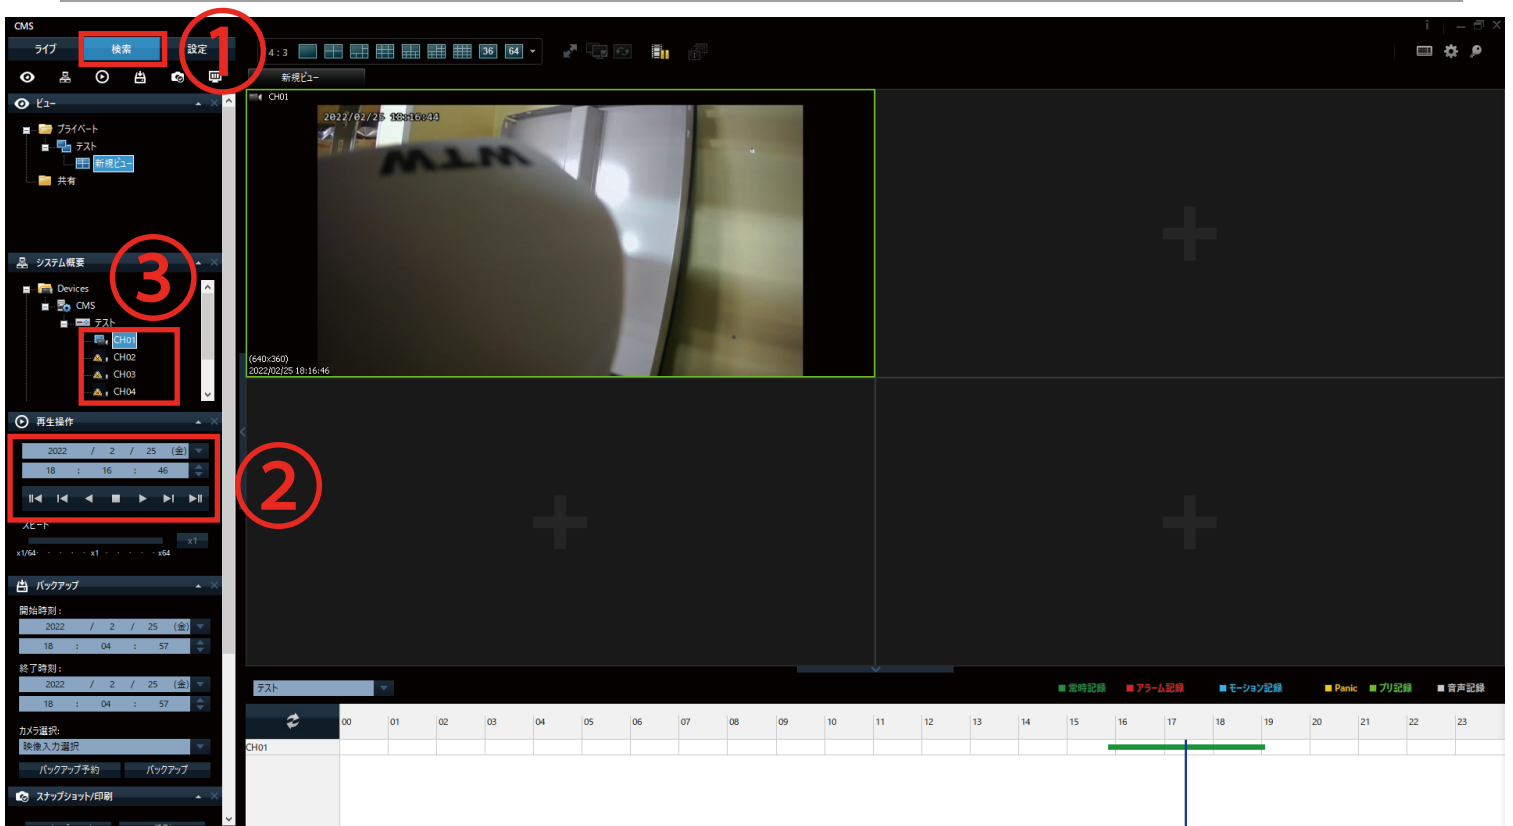 CMS
ライブ 検索 設定
① 4 : 3 36 64
新規ビュー
ビュー
プライベート
テスト
新規ビュー
共有
CH01
2022/02/25 18:16:44
WTW
(640x360)
2022/02/25 18:16:46
システム概要
③
Devices
CMS
テスト
CH01
CH02
CH03
CH04
再生操作
2022 / 2 / 25 (金)
18 : 16 : 46
②
スピード
x1
x1/64 x1 x64
バックアップ
開始時刻 :
2022 / 2 / 25 (金)
18 : 04 : 57
終了時刻 :
2022 / 2 / 25 (金)
18 : 04 : 57
カメラ選択:
映像入力選択
バックアップ予約 バックアップ
スナップショット/印刷
テスト 常時記録 アラーム記録 モーション記録 Panic プリ記録 音声記録
00 01 02 03 04 05 06 07 08 09 10 11 12 13 14 15 16 17 18 19 20 21 22 23
CH01